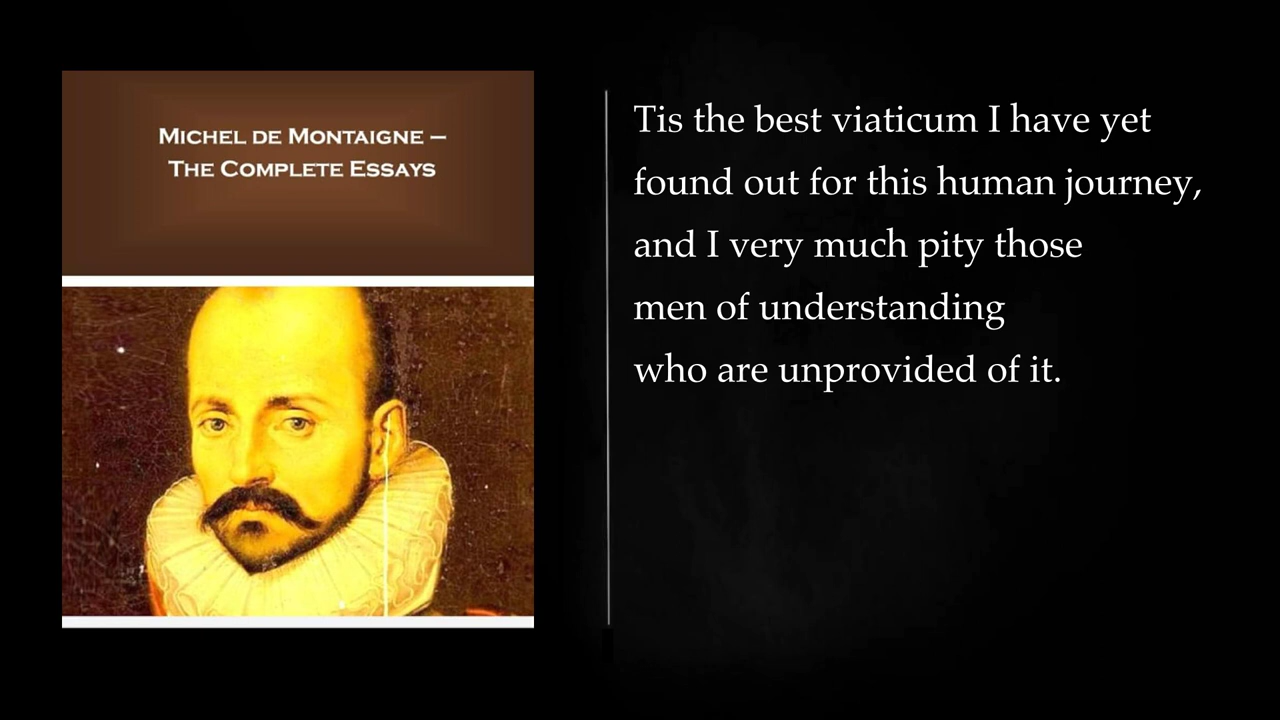 MICHEL DE MONTAIGNE –
THE COMPLETE ESSAYS
Tis the best viaticum I have yet
found out for this human journey,
and I very much pity those
men of understanding
who are unprovided of it.